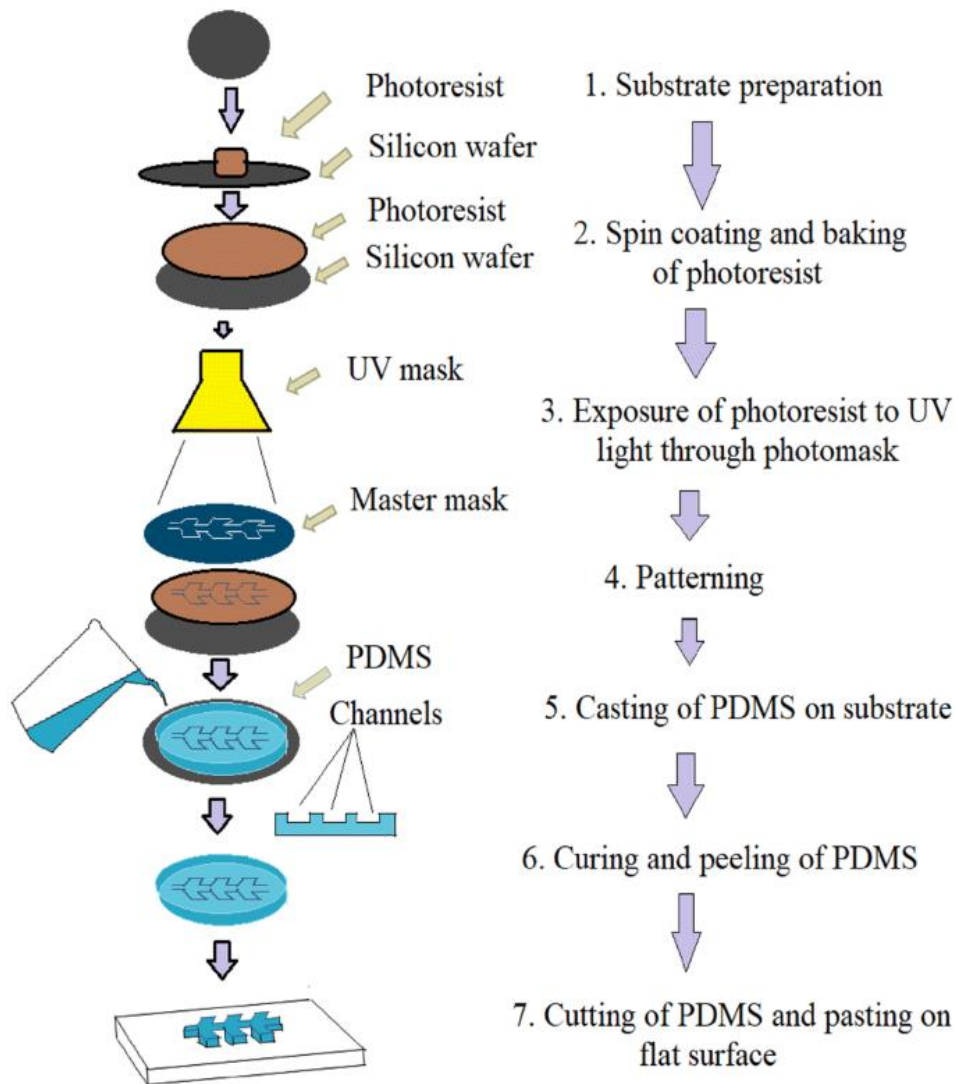 Photoresist
Silicon wafer
Photoresist
Silicon wafer
UV mask
Master mask
PDMS
Channels
1. Substrate preparation
2. Spin coating and baking
of photoresist
3. Exposure of photoresist to UV
light through photomask
4. Patterning
5. Casting of PDMS on substrate
6. Curing and peeling of PDMS
7. Cutting of PDMS and pasting on
flat surface